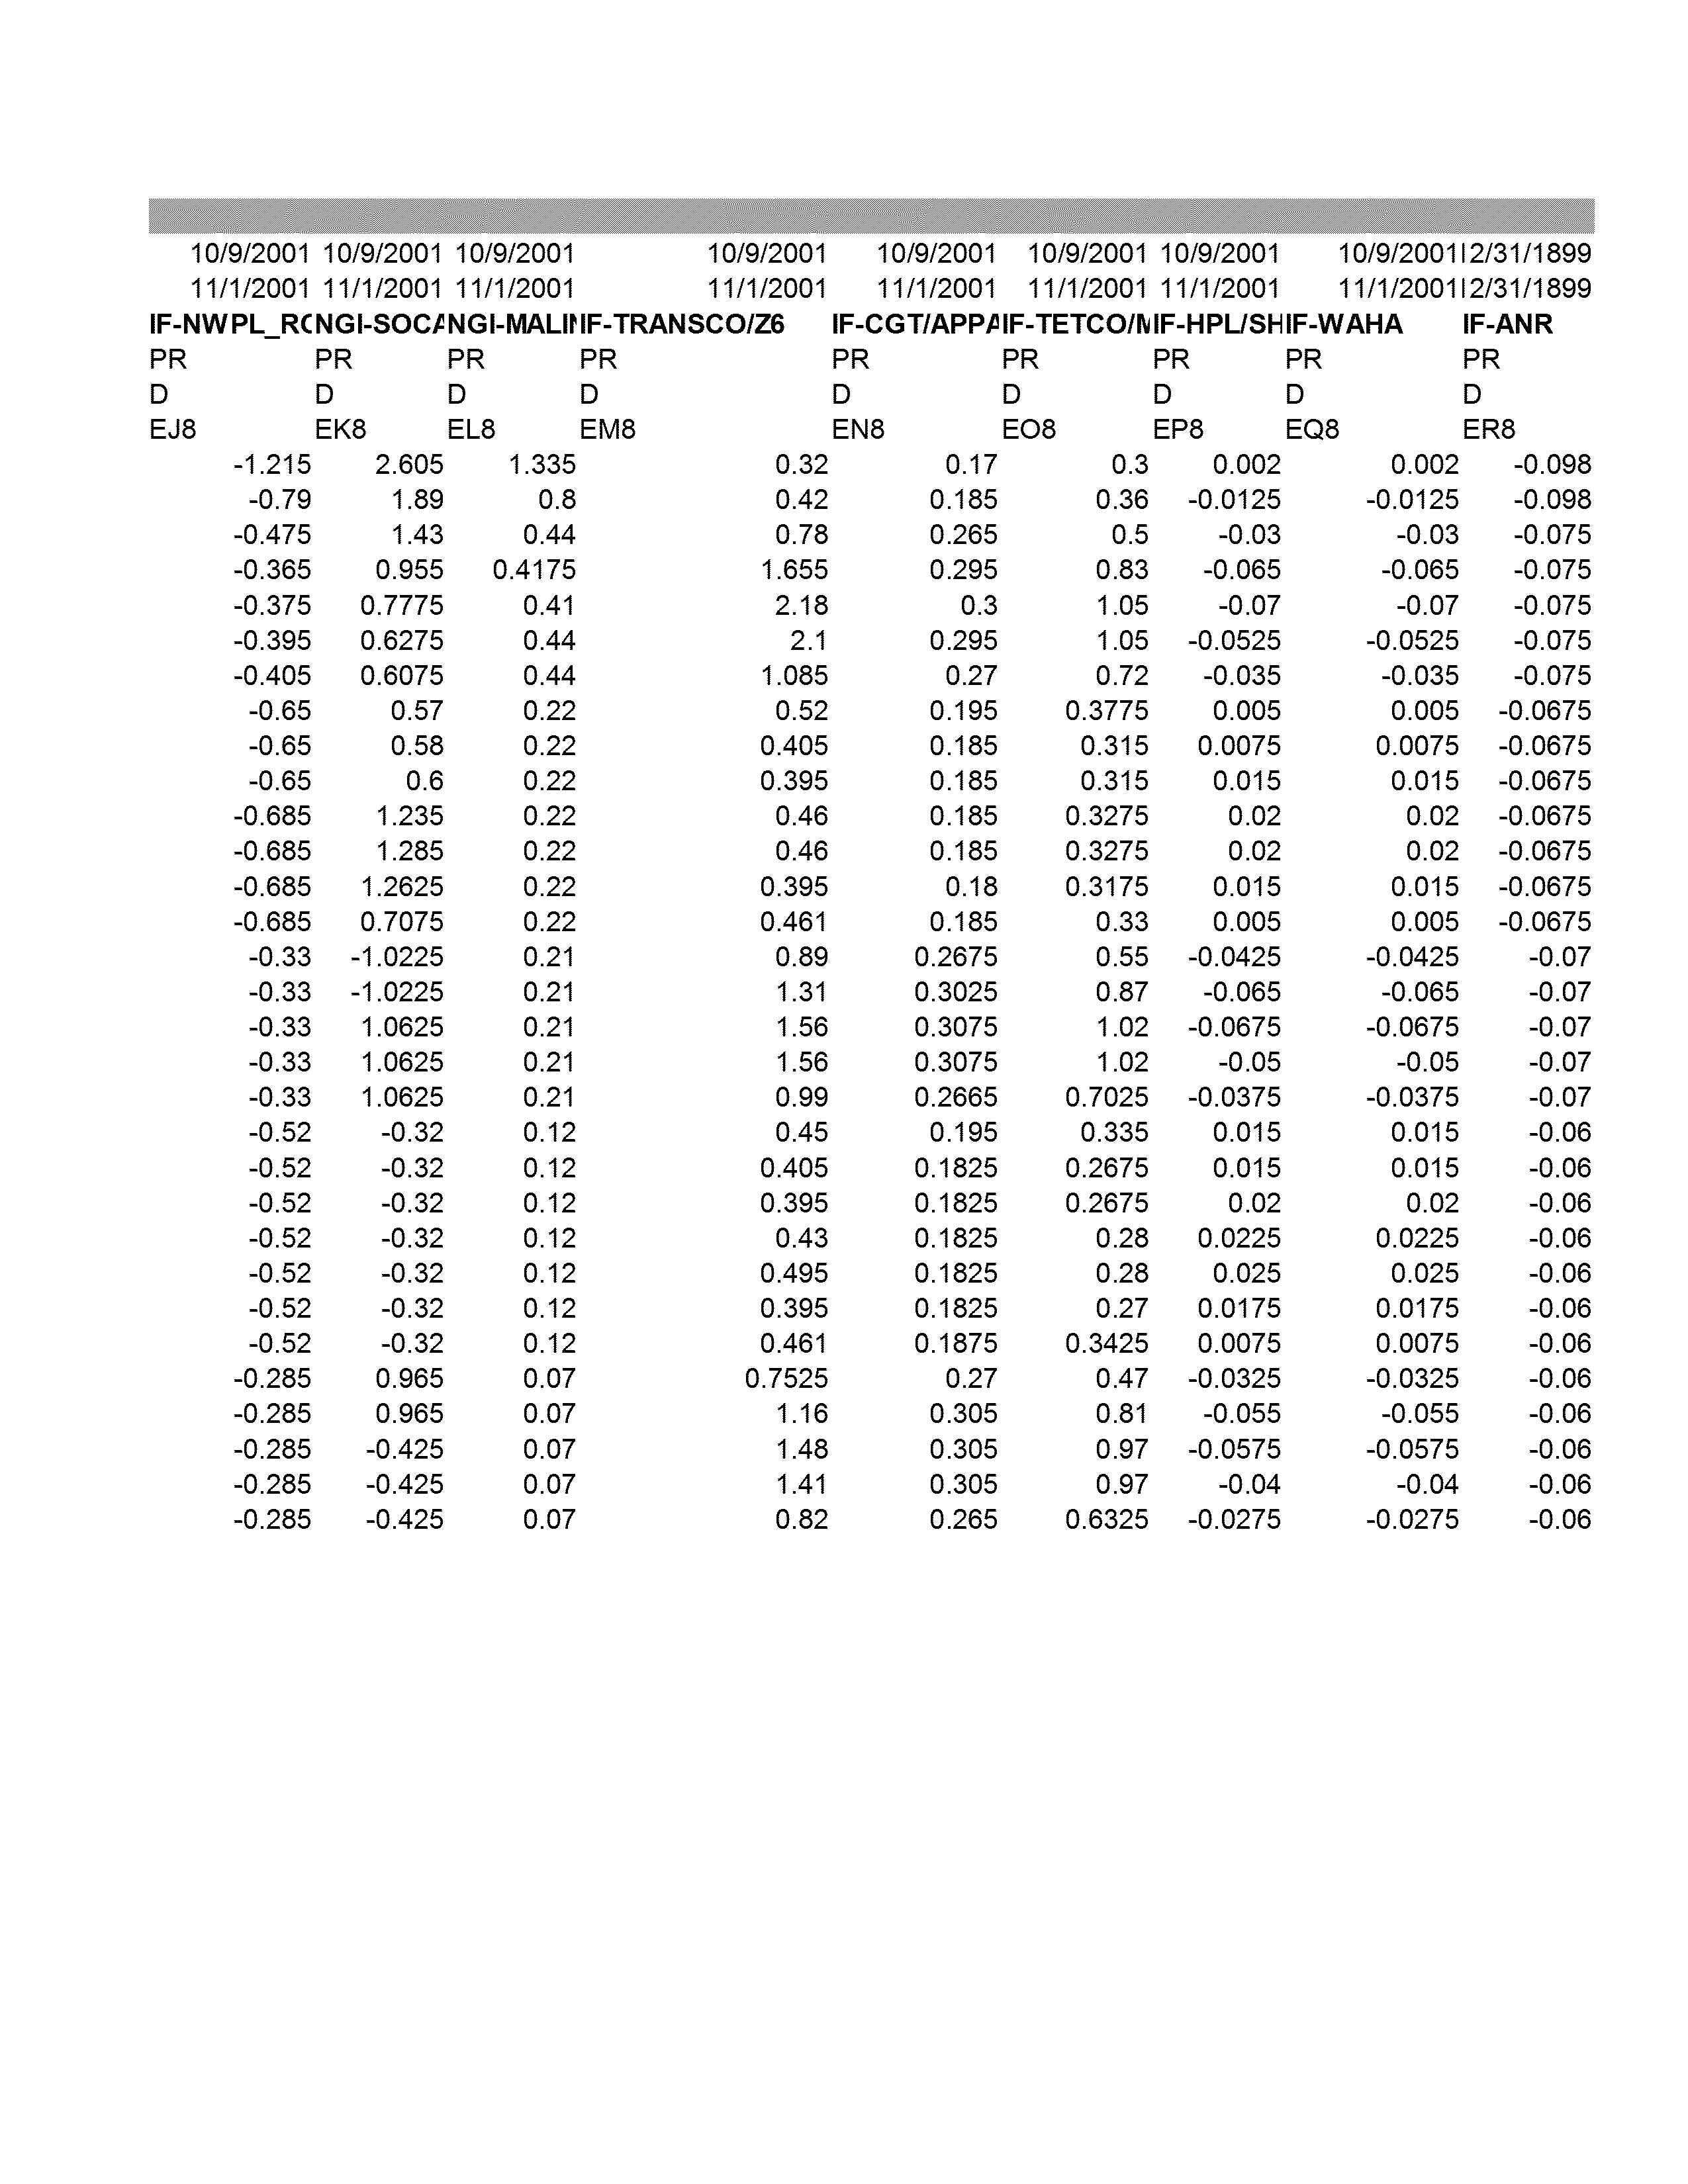 10/9/2001 10/9/2001 10/9/2001 10/9/2001 10/9/2001 10/9/2001 10/9/2001 10/9/2001 2/31/1899
11/1/2001 11/1/2001 11/1/2001 11/1/2001 11/1/2001 11/1/2001 11/1/2001 11/1/2001 2/31/1899
IF-NWPL_RO NGI-SOCA NGI-MALIN IF-TRANSCO/Z6 IF-CGT/APPA IF-TETCO/M IF-HPL/SH IF-WAHA IF-ANR
PR PR PR PR PR PR PR PR PR
D D D D D D D D D
EJ8 EK8 EL8 EM8 EN8 EO8 EP8 EQ8 ER8
-1.215 2.605 1.335 0.32 0.17 0.3 0.002 0.002 -0.098
-0.79 1.89 0.8 0.42 0.185 0.36 -0.0125 -0.0125 -0.098
-0.475 1.43 0.44 0.78 0.265 0.5 -0.03 -0.03 -0.075
-0.365 0.955 0.4175 1.655 0.295 0.83 -0.065 -0.065 -0.075
-0.375 0.7775 0.41 2.18 0.3 1.05 -0.07 -0.07 -0.075
-0.395 0.6275 0.44 2.1 0.295 1.05 -0.0525 -0.0525 -0.075
-0.405 0.6075 0.44 1.085 0.27 0.72 -0.035 -0.035 -0.075
-0.65 0.57 0.22 0.52 0.195 0.3775 0.005 0.005 -0.0675
-0.65 0.58 0.22 0.405 0.185 0.315 0.0075 0.0075 -0.0675
-0.65 0.6 0.22 0.395 0.185 0.315 0.015 0.015 -0.0675
-0.685 1.235 0.22 0.46 0.185 0.3275 0.02 0.02 -0.0675
-0.685 1.285 0.22 0.46 0.185 0.3275 0.02 0.02 -0.0675
-0.685 1.2625 0.22 0.395 0.18 0.3175 0.015 0.015 -0.0675
-0.685 0.7075 0.22 0.461 0.185 0.33 0.005 0.005 -0.0675
-0.33 -1.0225 0.21 0.89 0.2675 0.55 -0.0425 -0.0425 -0.07
-0.33 -1.0225 0.21 1.31 0.3025 0.87 -0.065 -0.065 -0.07
-0.33 1.0625 0.21 1.56 0.3075 1.02 -0.0675 -0.0675 -0.07
-0.33 1.0625 0.21 1.56 0.3075 1.02 -0.05 -0.05 -0.07
-0.33 1.0625 0.21 0.99 0.2665 0.7025 -0.0375 -0.0375 -0.07
-0.52 -0.32 0.12 0.45 0.195 0.335 0.015 0.015 -0.06
-0.52 -0.32 0.12 0.405 0.1825 0.2675 0.015 0.015 -0.06
-0.52 -0.32 0.12 0.395 0.1825 0.2675 0.02 0.02 -0.06
-0.52 -0.32 0.12 0.43 0.1825 0.28 0.0225 0.0225 -0.06
-0.52 -0.32 0.12 0.495 0.1825 0.28 0.025 0.025 -0.06
-0.52 -0.32 0.12 0.395 0.1825 0.27 0.0175 0.0175 -0.06
-0.52 -0.32 0.12 0.461 0.1875 0.3425 0.0075 0.0075 -0.06
-0.285 0.965 0.07 0.7525 0.27 0.47 -0.0325 -0.0325 -0.06
-0.285 0.965 0.07 1.16 0.305 0.81 -0.055 -0.055 -0.06
-0.285 -0.425 0.07 1.48 0.305 0.97 -0.0575 -0.0575 -0.06
-0.285 -0.425 0.07 1.41 0.305 0.97 -0.04 -0.04 -0.06
-0.285 -0.425 0.07 0.82 0.265 0.6325 -0.0275 -0.0275 -0.06